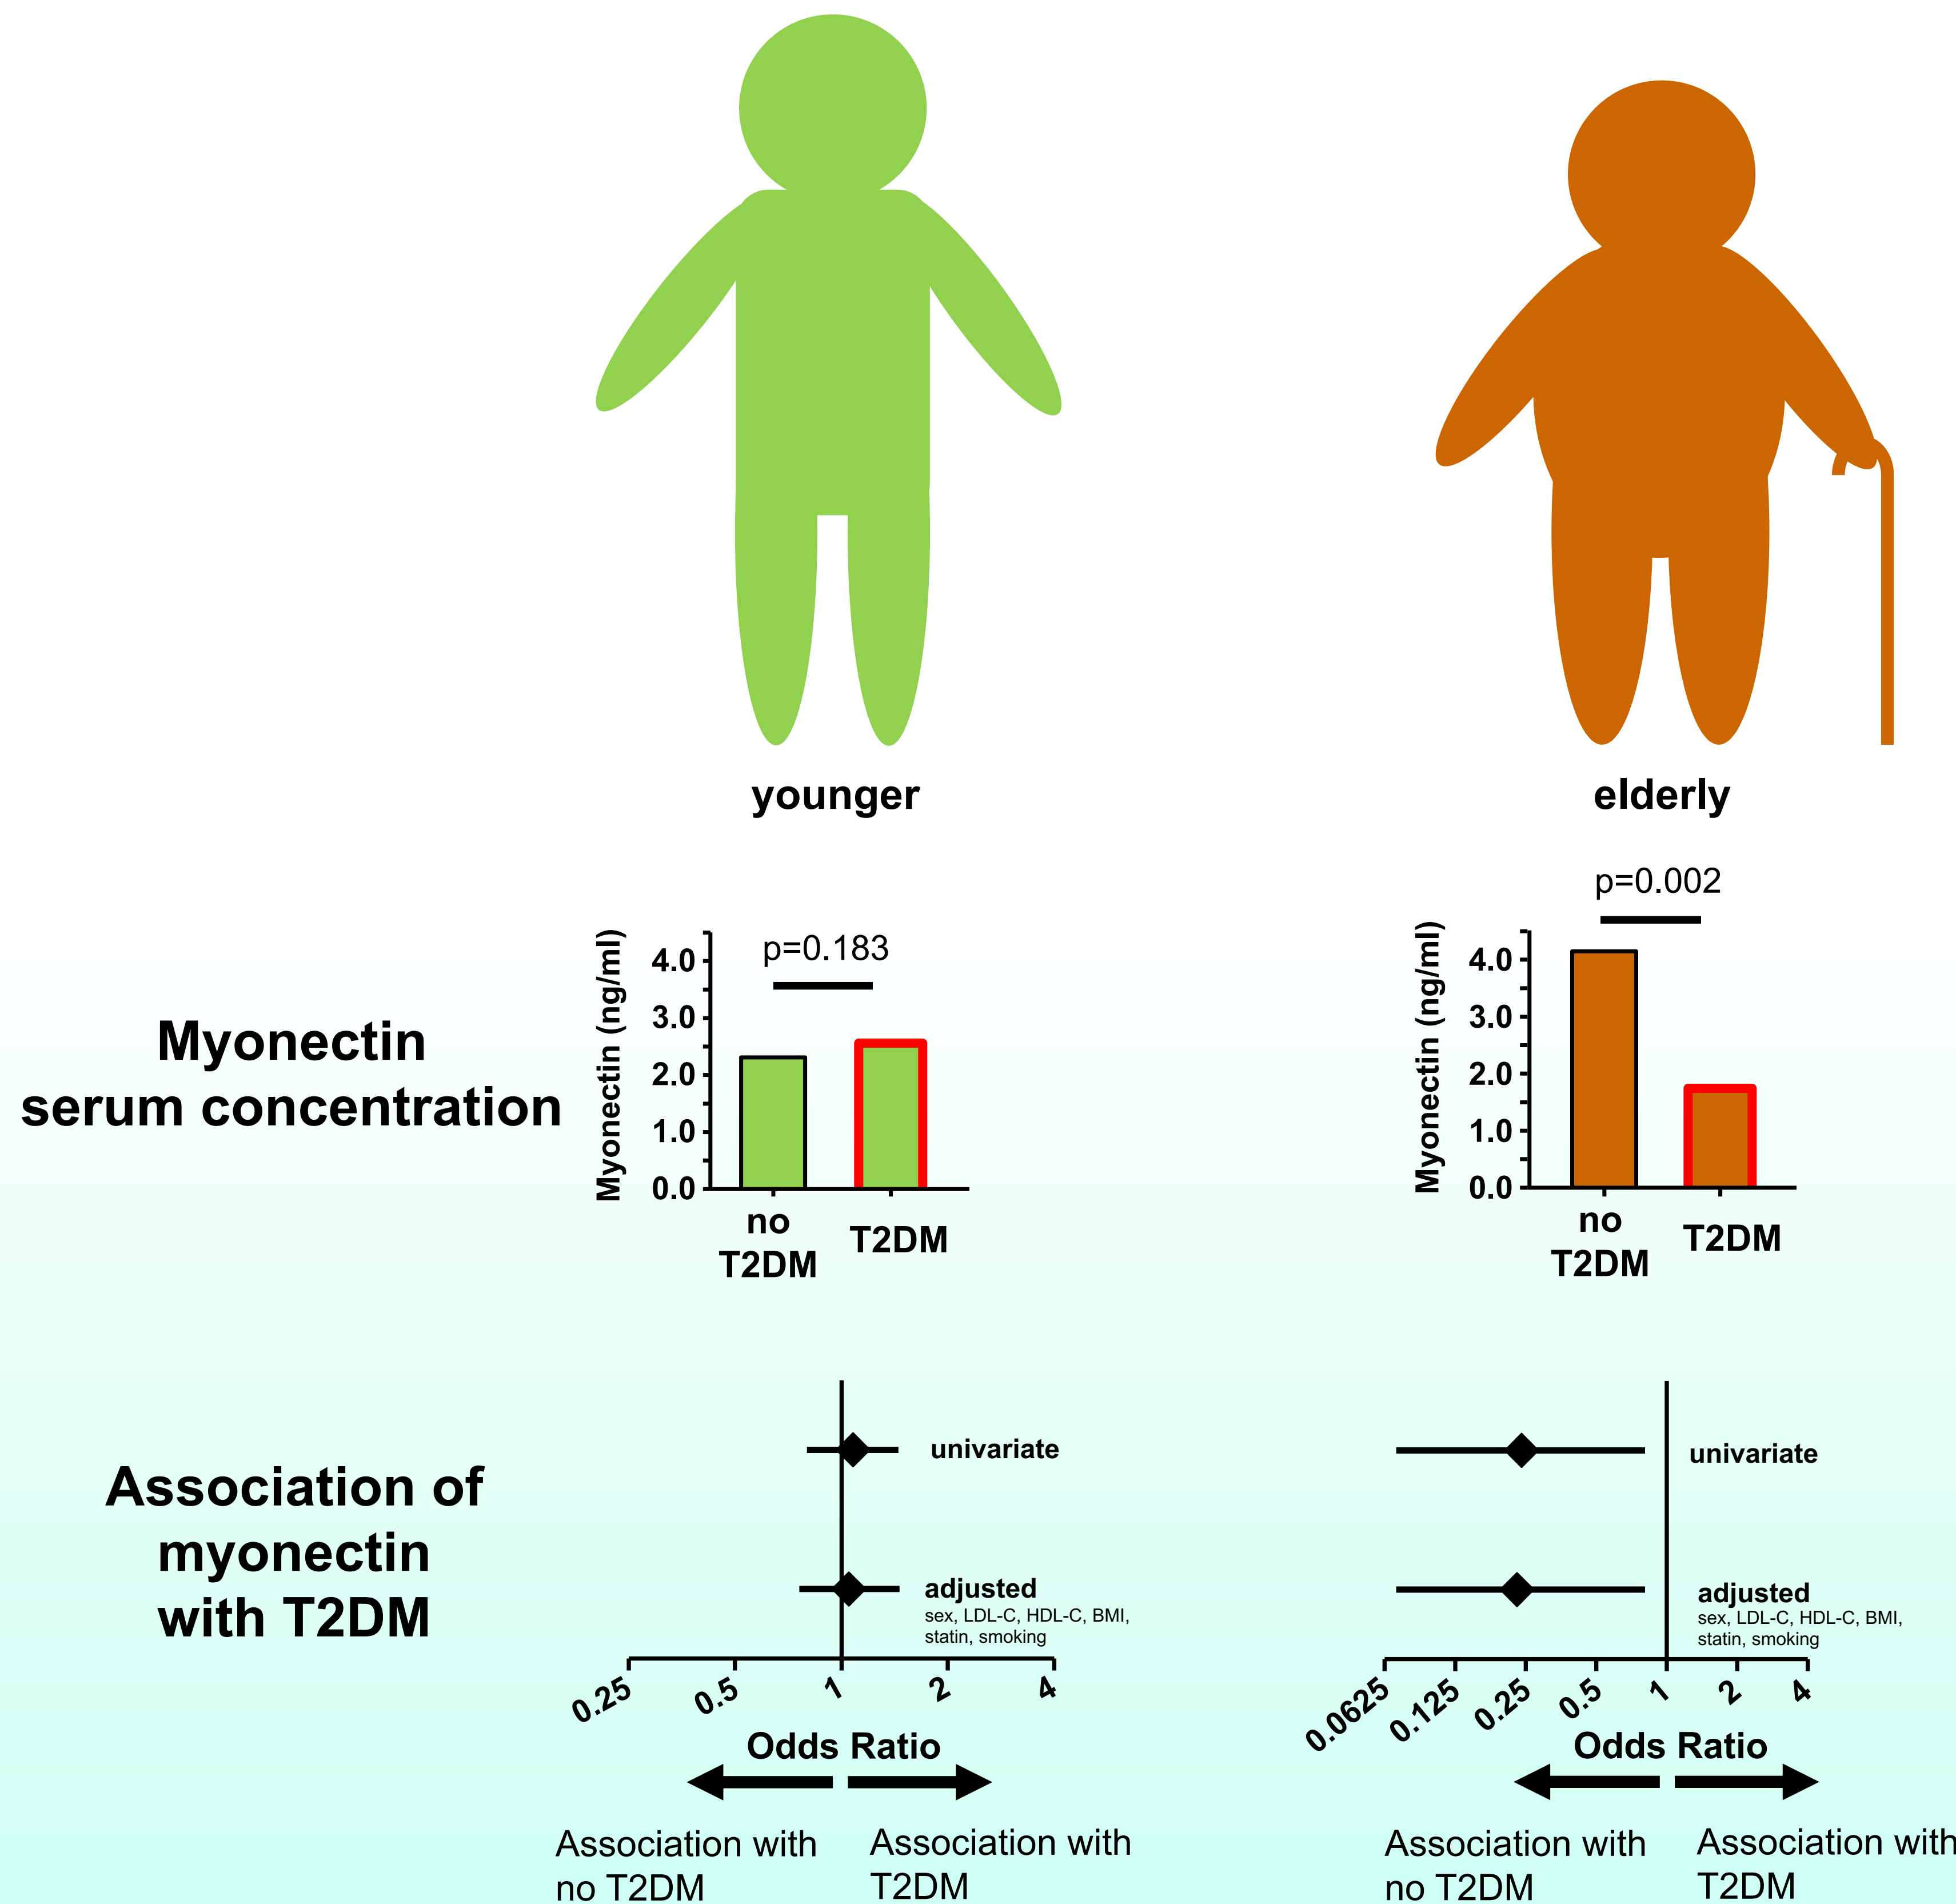 younger
elderly
Myonectin
serum concentration
Myonectin (ng/ml)
p=0.183
4.0
3.0
2.0
1.0
0.0
no
T2DM
T2DM
Myonectin (ng/ml)
p=0.002
4.0
3.0
2.0
1.0
0.0
no
T2DM
T2DM
Association of
myonectin
with T2DM
univariate
adjusted
sex, LDL-C, HDL-C, BMI,
statin, smoking
0.25
0.5
1
2
4
Odds Ratio
Association with
no T2DM
Association with
T2DM
univariate
adjusted
sex, LDL-C, HDL-C, BMI,
statin, smoking
0.0625
0.125
0.25
0.5
1
2
4
Odds Ratio
Association with
no T2DM
Association with
T2DM